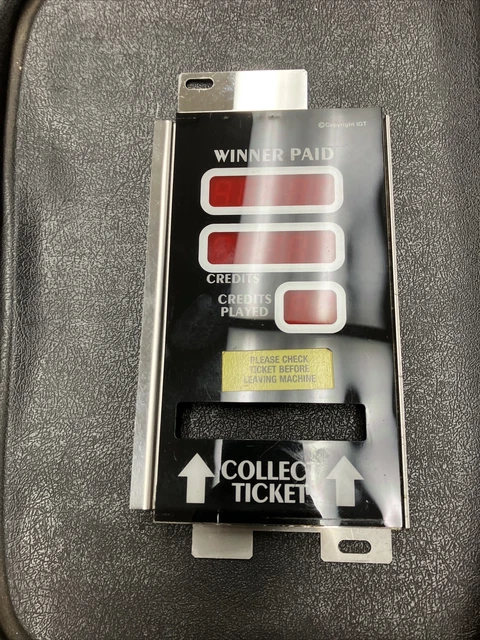 ©Copyright IGT
WINNER PAID
CREDITS
CREDITS
PLAYED
PLEASE CHECK
TICKET BEFORE
LEAVING MACHINE
COLLECT
TICKET